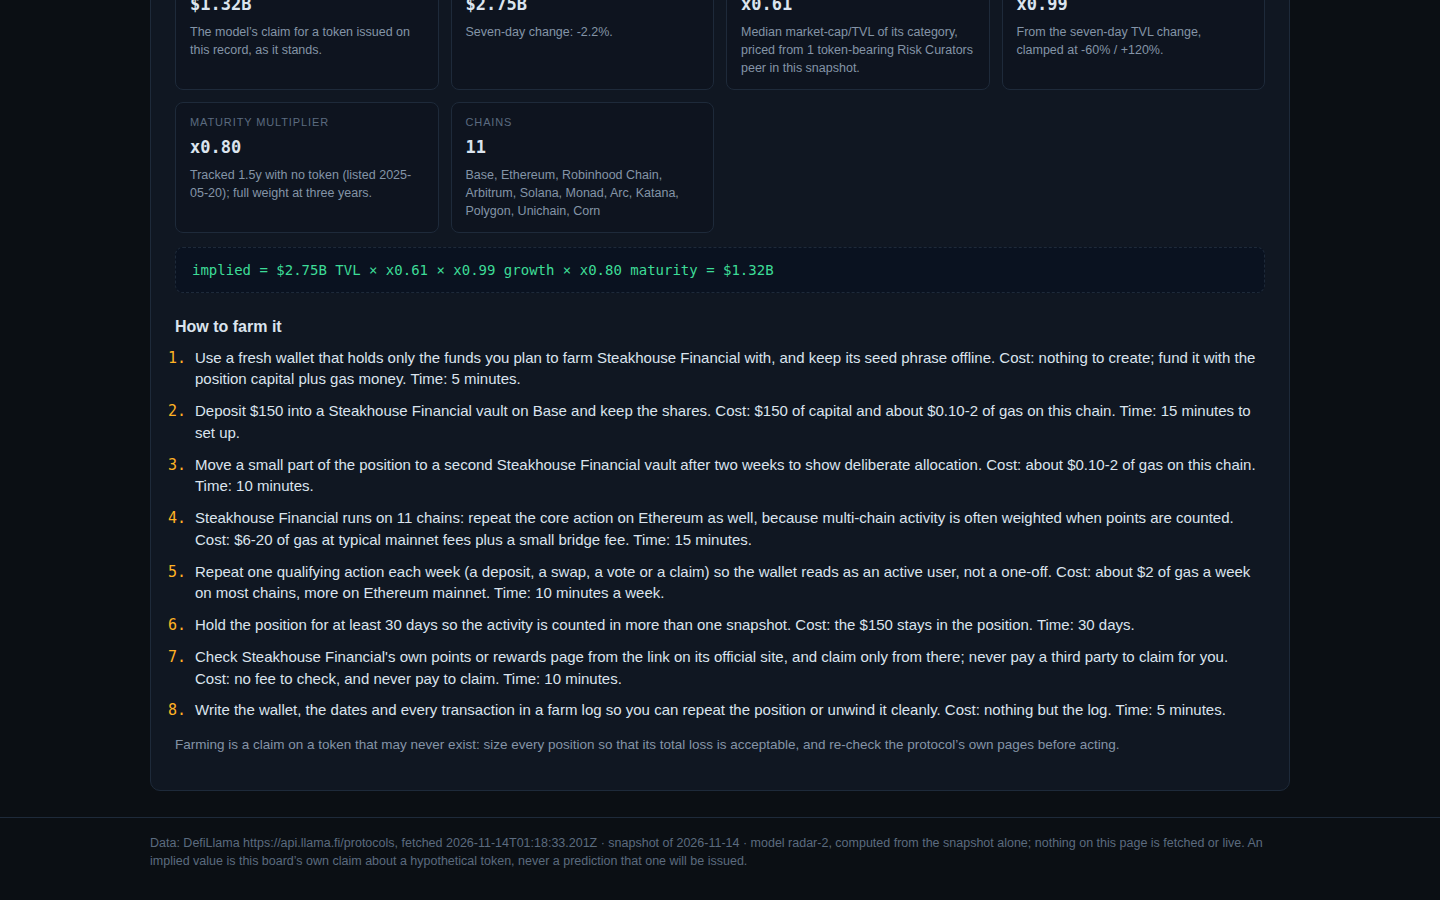 $1.32B
The model's claim for a token issued on
this record, as it stands.
$2.75B
Seven-day change: -2.2%.
x0.61
Median market-cap/TVL of its category,
priced from 1 token-bearing Risk Curators
peer in this snapshot.
x0.99
From the seven-day TVL change,
clamped at -60% / +120%.
MATURITY MULTIPLIER
x0.80
Tracked 1.5y with no token (listed 2025-
05-20); full weight at three years.
CHAINS
11
Base, Ethereum, Robinhood Chain,
Arbitrum, Solana, Monad, Arc, Katana,
Polygon, Unichain, Corn
implied = $2.75B TVL × x0.61 × x0.99 growth × x0.80 maturity = $1.32B
How to farm it
1. Use a fresh wallet that holds only the funds you plan to farm Steakhouse Financial with, and keep its seed phrase offline. Cost: nothing to create; fund it with the
position capital plus gas money. Time: 5 minutes.
2. Deposit $150 into a Steakhouse Financial vault on Base and keep the shares. Cost: $150 of capital and about $0.10-2 of gas on this chain. Time: 15 minutes to
set up.
3. Move a small part of the position to a second Steakhouse Financial vault after two weeks to show deliberate allocation. Cost: about $0.10-2 of gas on this chain.
Time: 10 minutes.
4. Steakhouse Financial runs on 11 chains: repeat the core action on Ethereum as well, because multi-chain activity is often weighted when points are counted.
Cost: $6-20 of gas at typical mainnet fees plus a small bridge fee. Time: 15 minutes.
5. Repeat one qualifying action each week (a deposit, a swap, a vote or a claim) so the wallet reads as an active user, not a one-off. Cost: about $2 of gas a week
on most chains, more on Ethereum mainnet. Time: 10 minutes a week.
6. Hold the position for at least 30 days so the activity is counted in more than one snapshot. Cost: the $150 stays in the position. Time: 30 days.
7. Check Steakhouse Financial's own points or rewards page from the link on its official site, and claim only from there; never pay a third party to claim for you.
Cost: no fee to check, and never pay to claim. Time: 10 minutes.
8. Write the wallet, the dates and every transaction in a farm log so you can repeat the position or unwind it cleanly. Cost: nothing but the log. Time: 5 minutes.
Farming is a claim on a token that may never exist: size every position so that its total loss is acceptable, and re-check the protocol's own pages before acting.
Data: DefiLlama https://api.llama.fi/protocols, fetched 2026-11-14T01:18:33.201Z · snapshot of 2026-11-14 · model radar-2, computed from the snapshot alone; nothing on this page is fetched or live. An
implied value is this board's own claim about a hypothetical token, never a prediction that one will be issued.